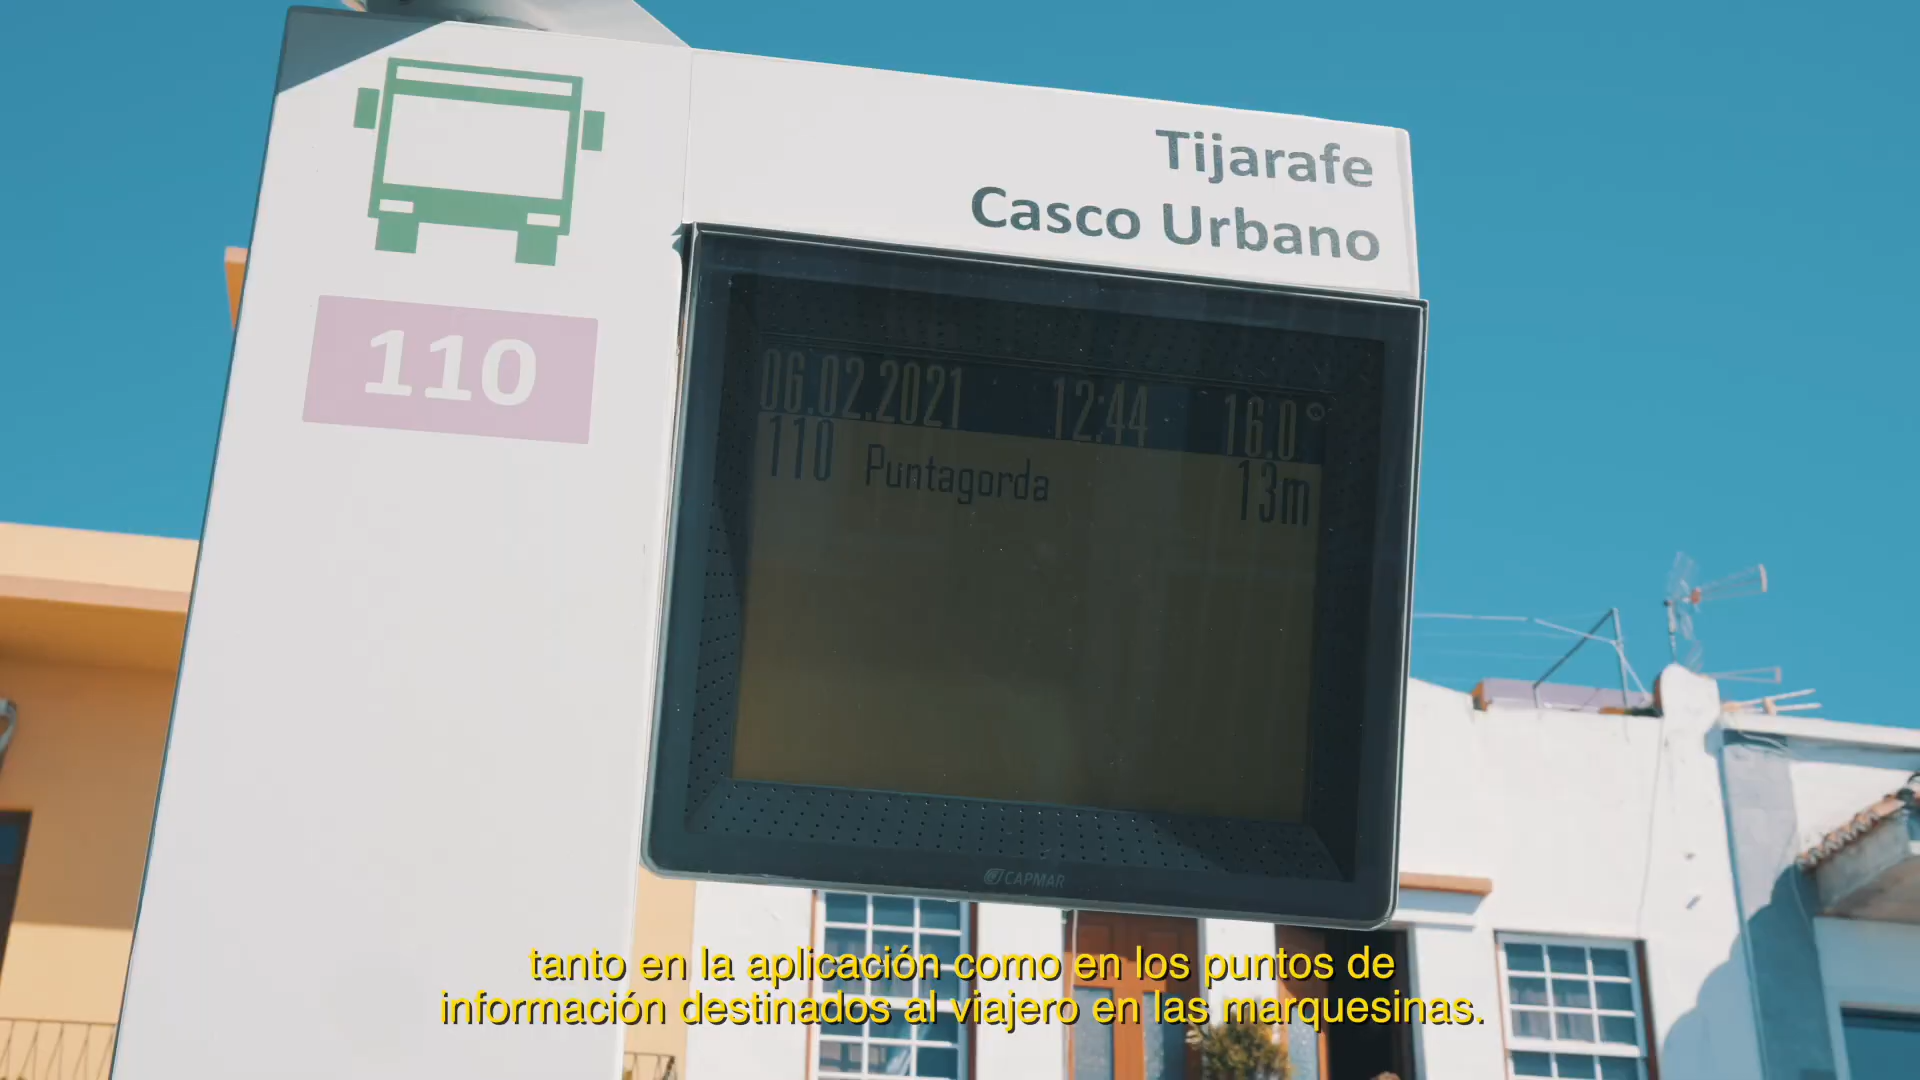 Tijarafe
Casco Urbano
110
06.02.2021 12:44 16.0°
110 Puntagorda 13m
CAPMAR
tanto en la aplicación como en los puntos de
información destinados al viajero en las marquesinas.